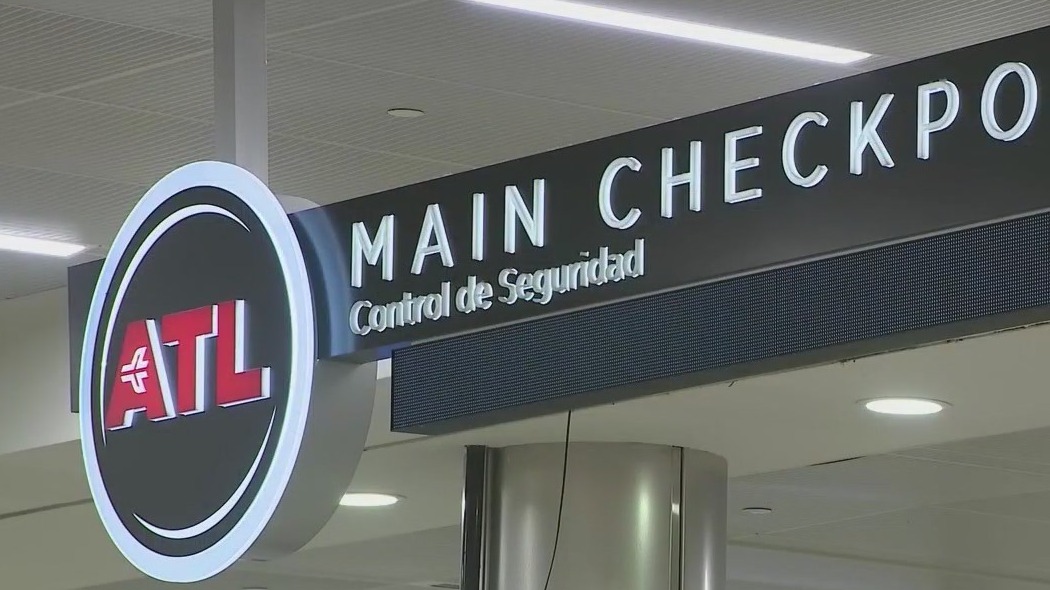 ATL
MAIN CHECKPO
Control de Seguridad